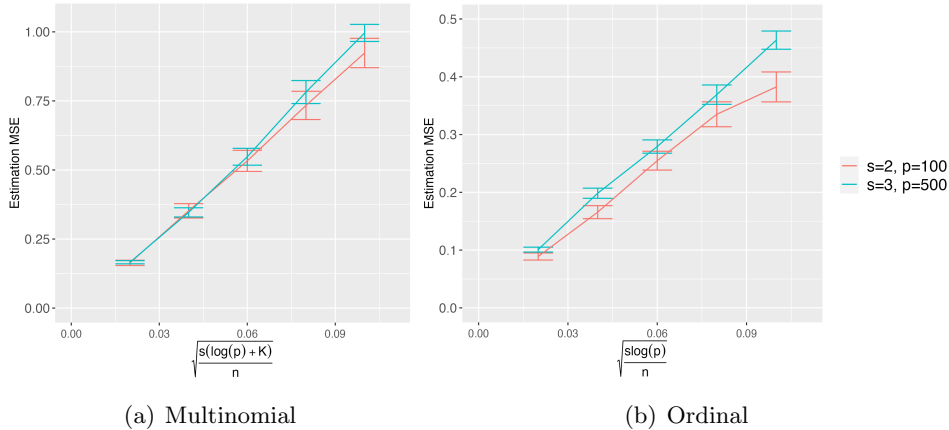 Estimation MSE
1.00
0.75
0.50
0.25
0.00
0.00
0.03
0.06
0.09
√(s(log(p)+K)/n)
(a) Multinomial
Estimation MSE
0.5
0.4
0.3
0.2
0.1
0.0
0.00
0.03
0.06
0.09
√(slog(p)/n)
(b) Ordinal
s=2, p=100
s=3, p=500